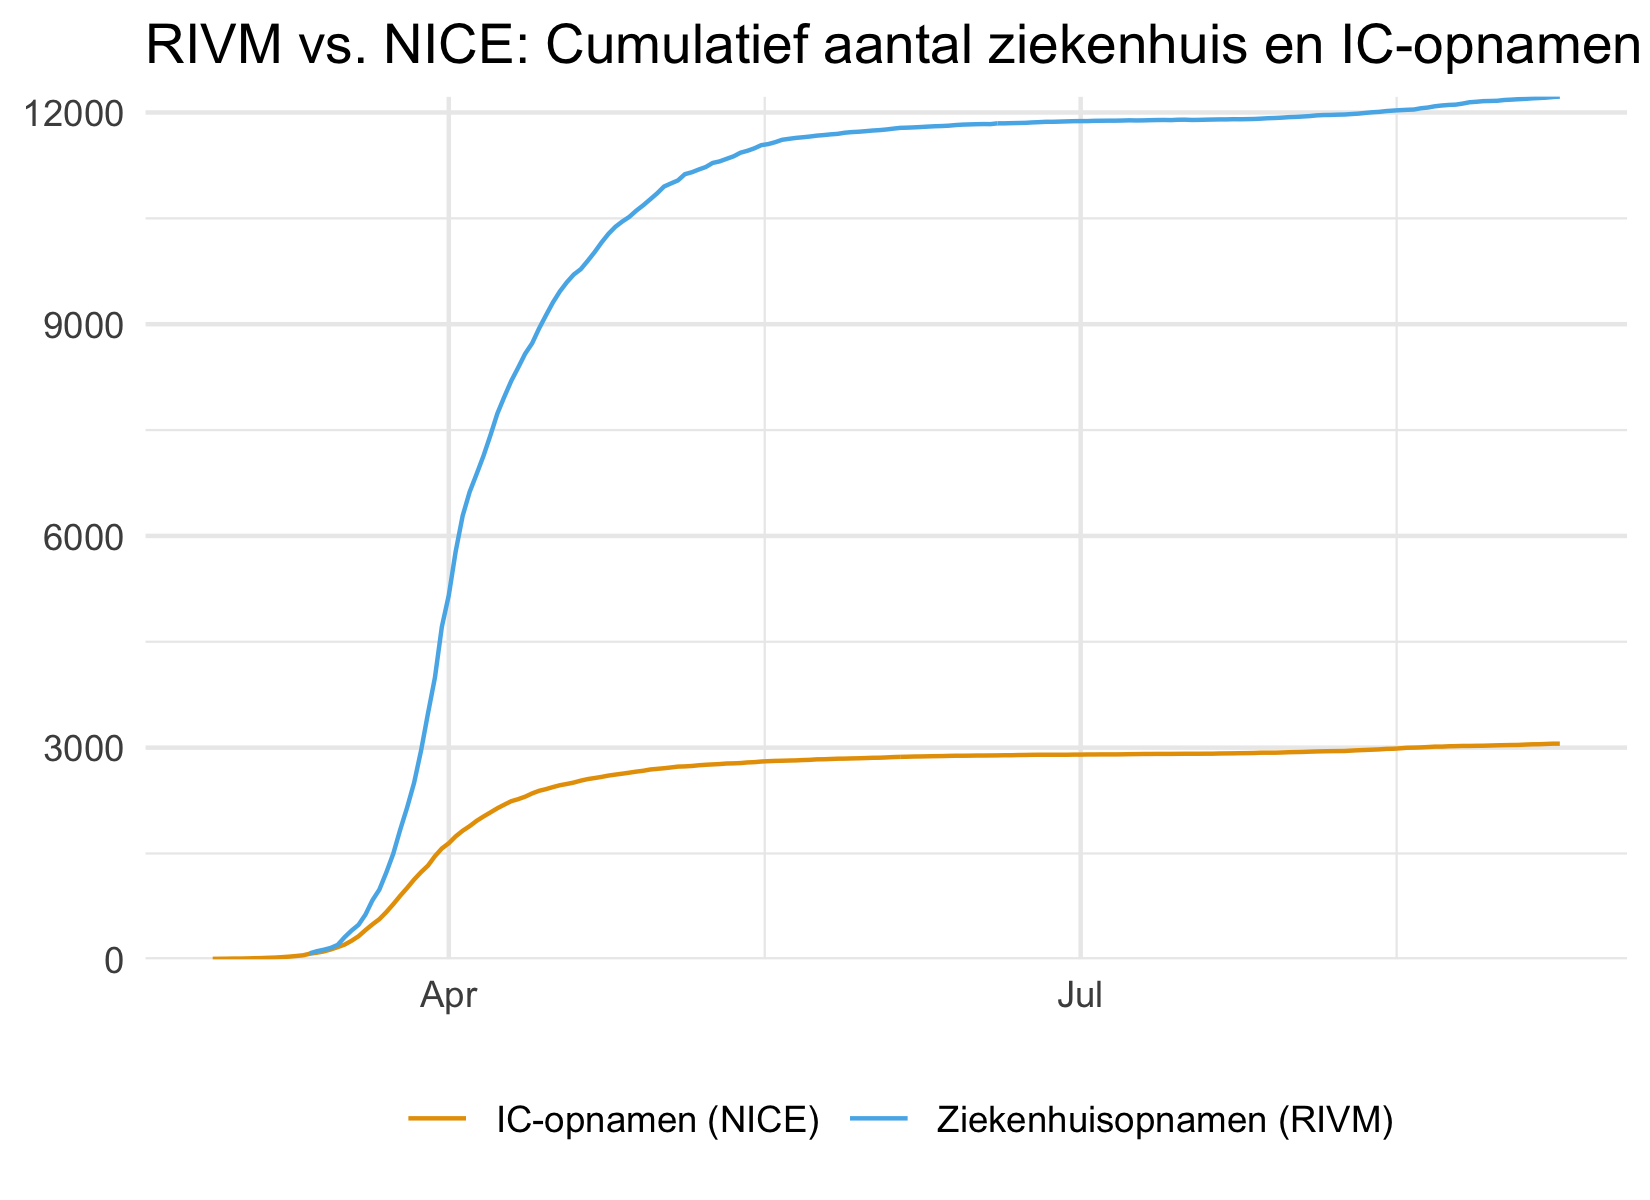 RIVM vs. NICE: Cumulatief aantal ziekenhuis en IC-opnamen
12000
9000
6000
3000
0
Apr Jul
IC-opnamen (NICE) Ziekenhuisopnamen (RIVM)